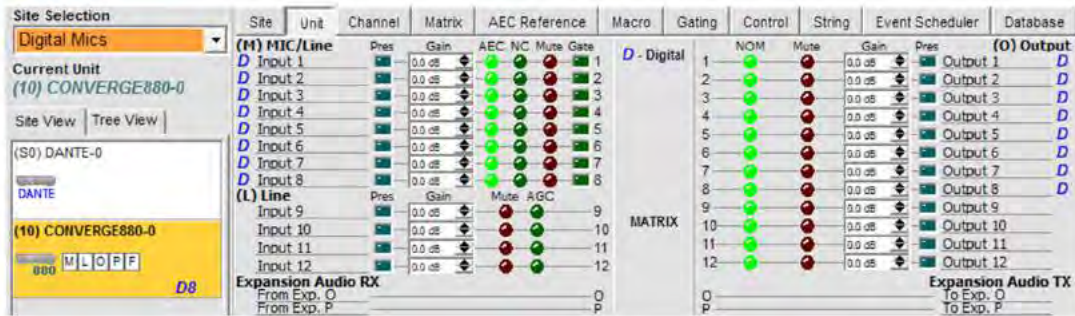 Site Selection
Digital Mics
Current Unit
(10) CONVERGE880-0
Site View Tree View
(S0) DANTE-0
DANTE
(10) CONVERGE880-0
880 M L O P F
D8
Site Unit Channel Matrix AEC Reference Macro Gating Control String Event Scheduler Database
(M) MIC/Line Pres Gain AEC NC Mute Gate D - Digital NOM Mute Gain Pres (O) Output
D Input 1 0.0 dB 1 1 0.0 dB Output 1 D
D Input 2 0.0 dB 2 2 0.0 dB Output 2 D
D Input 3 0.0 dB 3 3 0.0 dB Output 3 D
D Input 4 0.0 dB 4 4 0.0 dB Output 4 D
D Input 5 0.0 dB 5 5 0.0 dB Output 5 D
D Input 6 0.0 dB 6 6 0.0 dB Output 6 D
D Input 7 0.0 dB 7 7 0.0 dB Output 7 D
D Input 8 0.0 dB 8 8 0.0 dB Output 8 D
(L) Line Pres Gain Mute AGC
Input 9 0.0 dB 9 9 0.0 dB Output 9
Input 10 0.0 dB 10 MATRIX 10 0.0 dB Output 10
Input 11 0.0 dB 11 11 0.0 dB Output 11
Input 12 0.0 dB 12 12 0.0 dB Output 12
Expansion Audio RX Expansion Audio TX
From Exp. O O O To Exp. O
From Exp. P P P To Exp. P